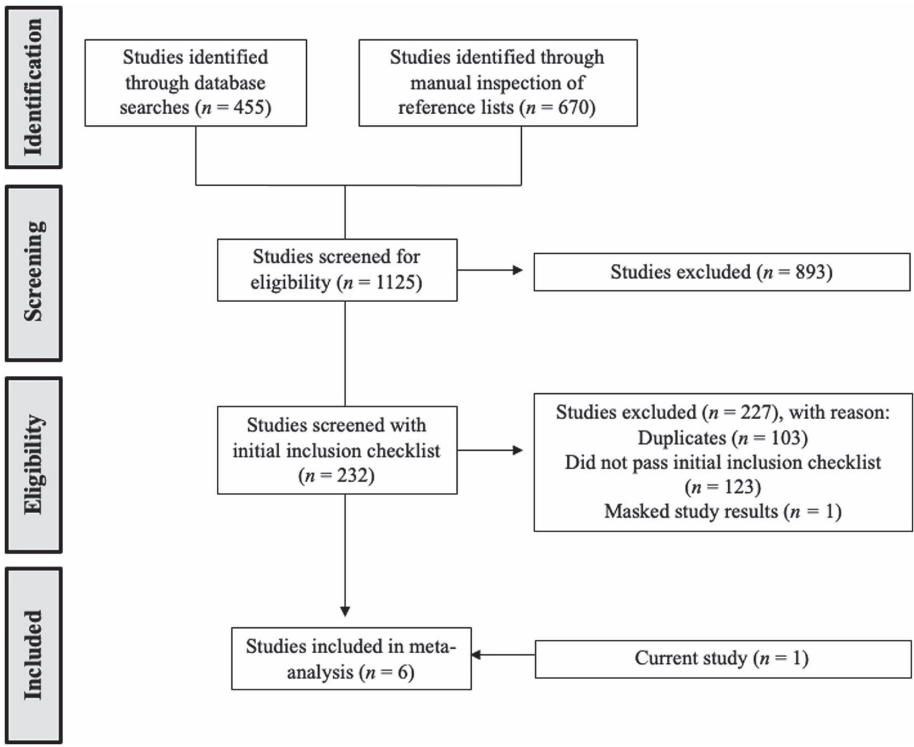 Identification
Studies identified
through database
searches (n = 455)
Studies identified through
manual inspection of
reference lists (n = 670)
Screening
Studies screened for
eligibility (n = 1125)
Studies excluded (n = 893)
Eligibility
Studies screened with
initial inclusion checklist
(n = 232)
Studies excluded (n = 227), with reason:
Duplicates (n = 103)
Did not pass initial inclusion checklist
(n = 123)
Masked study results (n = 1)
Included
Studies included in meta-
analysis (n = 6)
Current study (n = 1)